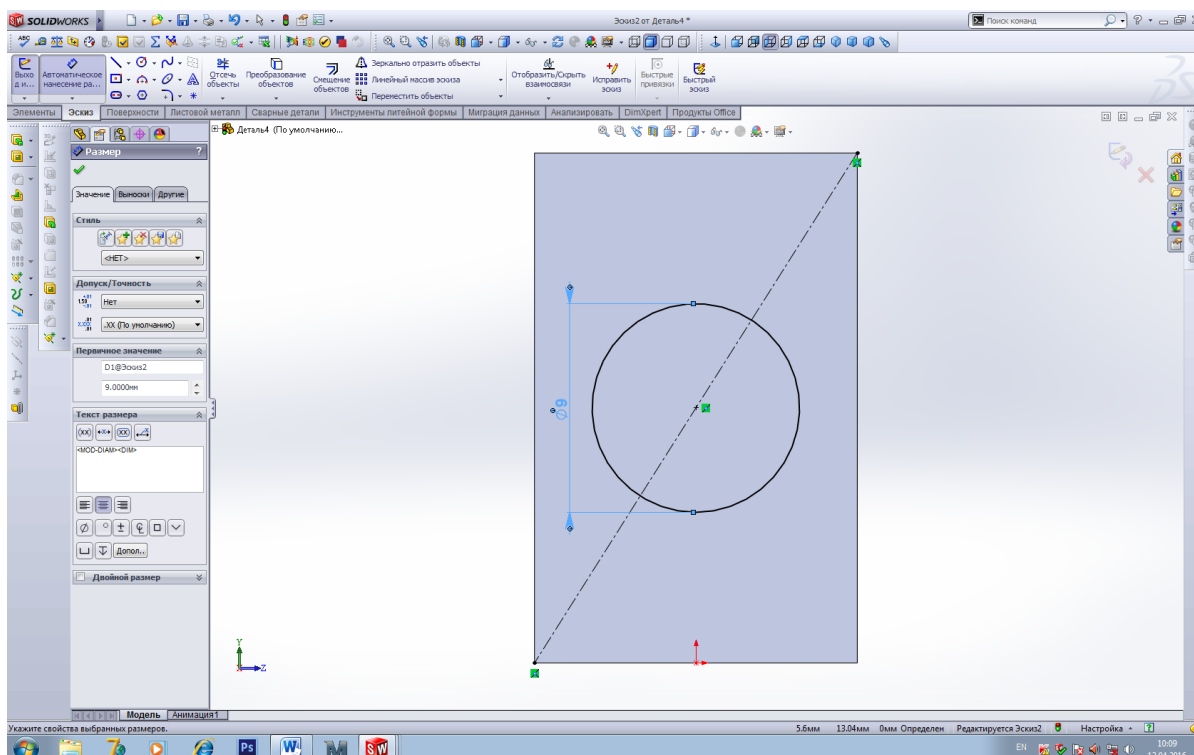 SOLIDWORKS
Эскиз2 от Деталь4 *
Поиск команд
Выхо д и...
Автоматическое нанесение ра...
Отсечь объекты
Преобразование объектов
Смещение объектов
Зеркально отразить объекты
Линейный массив эскиза
Переместить объекты
Отобразить/Скрыть взаимосвязи
Исправить эскиз
Быстрые привязки
Быстрый эскиз
Элементы Эскиз Поверхности Листовой металл Сварные детали Инструменты литейной формы Миграция данных Анализировать DimXpert Продукты Office
Деталь4 (По умолчанию...
Размер ?
Значение Выноски Другие
Стиль
<НЕТ>
Допуск/Точность
Нет
.XX (По умолчанию)
Первичное значение
D1@Эскиз2
9.0000мм
Текст размера
<MOD-DIAM><DIM>
Допол..
Двойной размер
∅9
Y
Z
Модель Анимация1
Укажите свойства выбранных размеров.
5.6мм 13.04мм 0мм Определен Редактируется Эскиз2 Настройка
Ps W M SW
EN
10:09